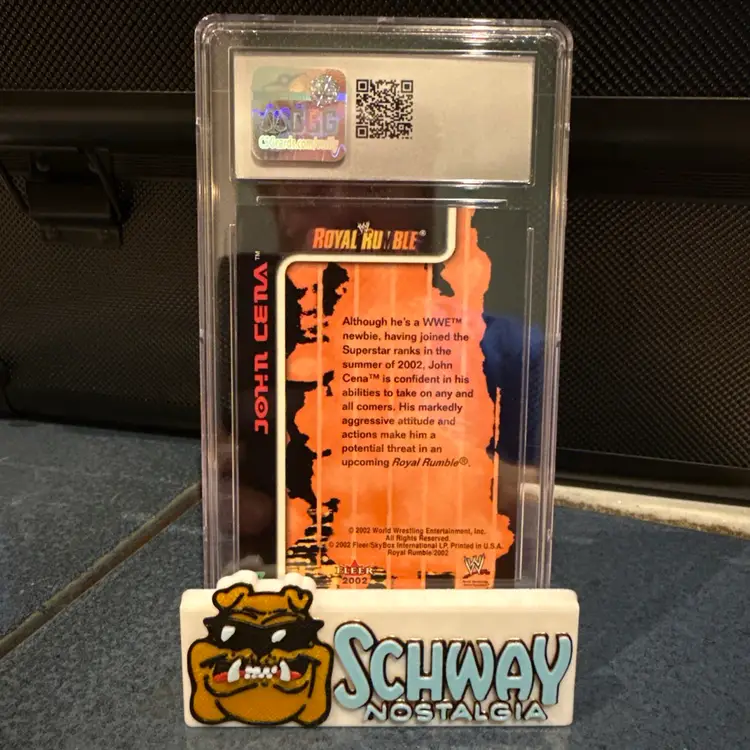 CSGcards.com/verify
W
ROYAL RUMBLE®
JOHN CENA™
Although he's a WWE™
newbie, having joined the
Superstar ranks in the
summer of 2002, John
Cena™ is confident in his
abilities to take on any and
all comers. His markedly
aggressive attitude and
actions make him a
potential threat in an
upcoming Royal Rumble®.
© 2002 World Wrestling Entertainment, Inc.
All Rights Reserved.
© 2002 Fleer/SkyBox International LP. Printed in U.S.A.
Royal Rumble 2002
FLEER
2002
W
SCHWAY
NOSTALGIA